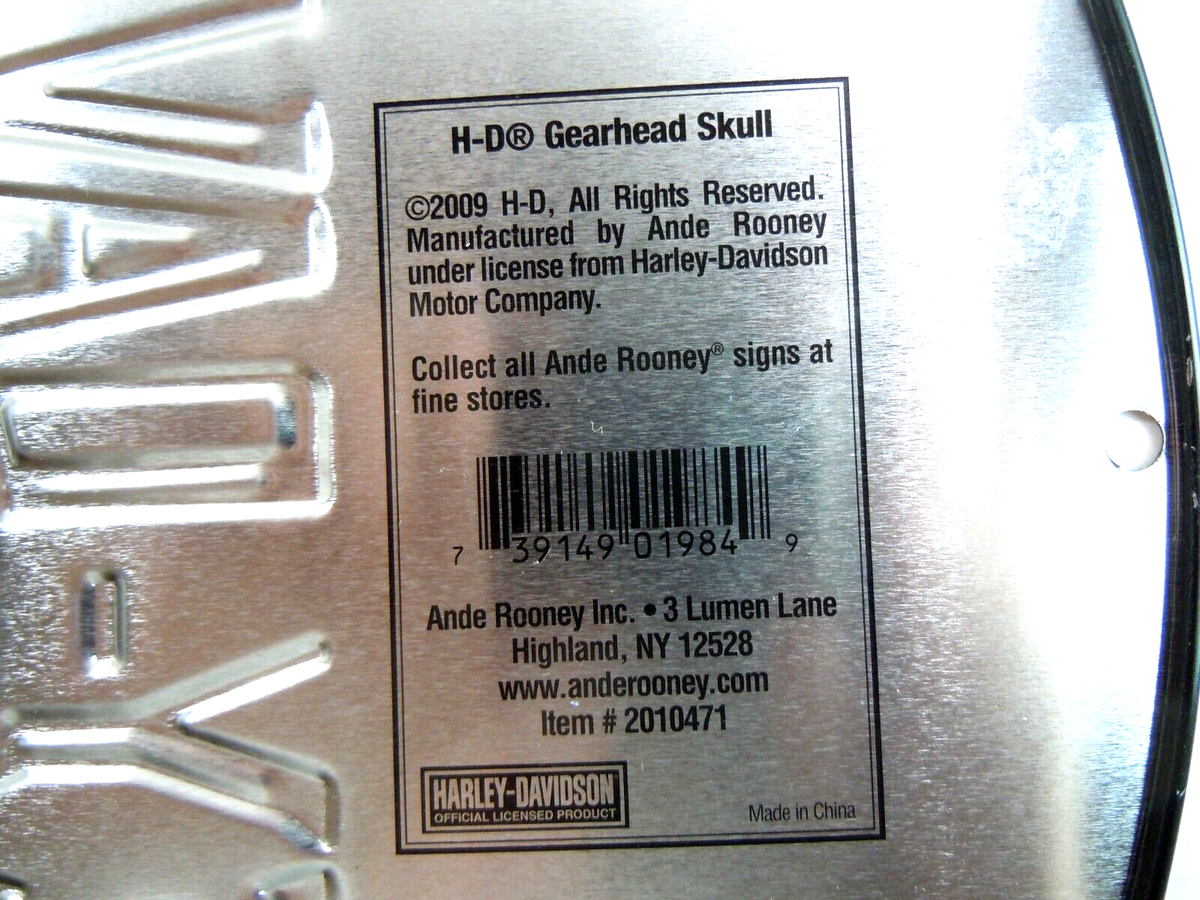 H-D® Gearhead Skull
©2009 H-D, All Rights Reserved.
Manufactured by Ande Rooney
under license from Harley-Davidson
Motor Company.
Collect all Ande Rooney® signs at
fine stores.
7 39149 01984 9
Ande Rooney Inc. • 3 Lumen Lane
Highland, NY 12528
www.anderooney.com
Item # 2010471
HARLEY-DAVIDSON
OFFICIAL LICENSED PRODUCT
Made in China